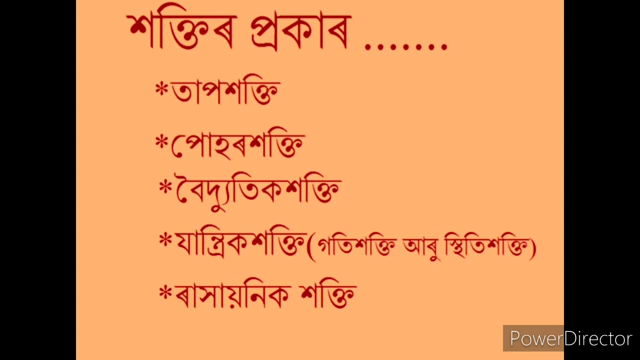 শক্তিৰ প্ৰকাৰ .......
*তাপশক্তি
*পোহৰশক্তি
*বৈদ্যুতিকশক্তি
*যান্ত্ৰিকশক্তি(গতিশক্তি আৰু স্থিতিশক্তি)
*ৰাসায়নিক শক্তি
PowerDirector